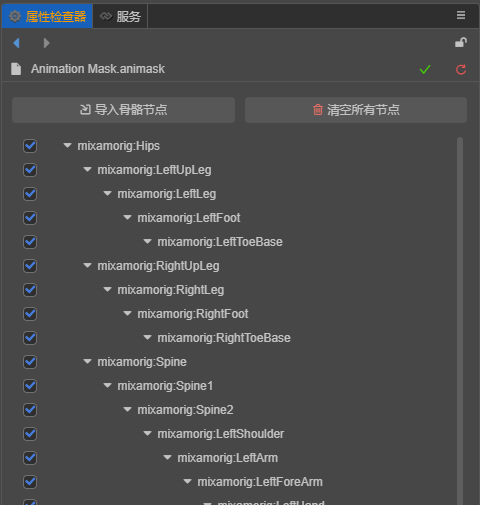 属性检查器 服务
Animation Mask.animask
导入骨骼节点 清空所有节点
mixamorig:Hips
mixamorig:LeftUpLeg
mixamorig:LeftLeg
mixamorig:LeftFoot
mixamorig:LeftToeBase
mixamorig:RightUpLeg
mixamorig:RightLeg
mixamorig:RightFoot
mixamorig:RightToeBase
mixamorig:Spine
mixamorig:Spine1
mixamorig:Spine2
mixamorig:LeftShoulder
mixamorig:LeftArm
mixamorig:LeftForeArm
mixamorig:LeftHand